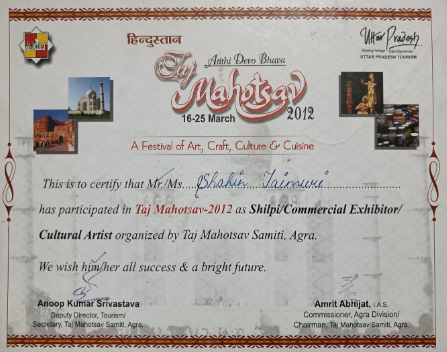 हिन्दुस्तान
Atithi Devo Bhava
Uttar Pradesh
UTTAR PRADESH TOURISM
Taj
Mahotsav
16-25 March
2012
A Festival of Art, Craft, Culture & Cuisine
This is to certify that Mr/Ms. Shahin Taimuri
has participated in Taj Mahotsav-2012 as Shilpi/Commercial Exhibitor/
Cultural Artist organized by Taj Mahotsav Samiti, Agra.
We wish him/her all success & a bright future.
Anoop Kumar Srivastava
Deputy Director, Tourism/
Secretary, Taj Mahotsav Samiti, Agra.
Amrit Abhijat, I.A.S.
Commissioner, Agra Division/
Chairman, Taj Mahotsav Samiti, Agra.